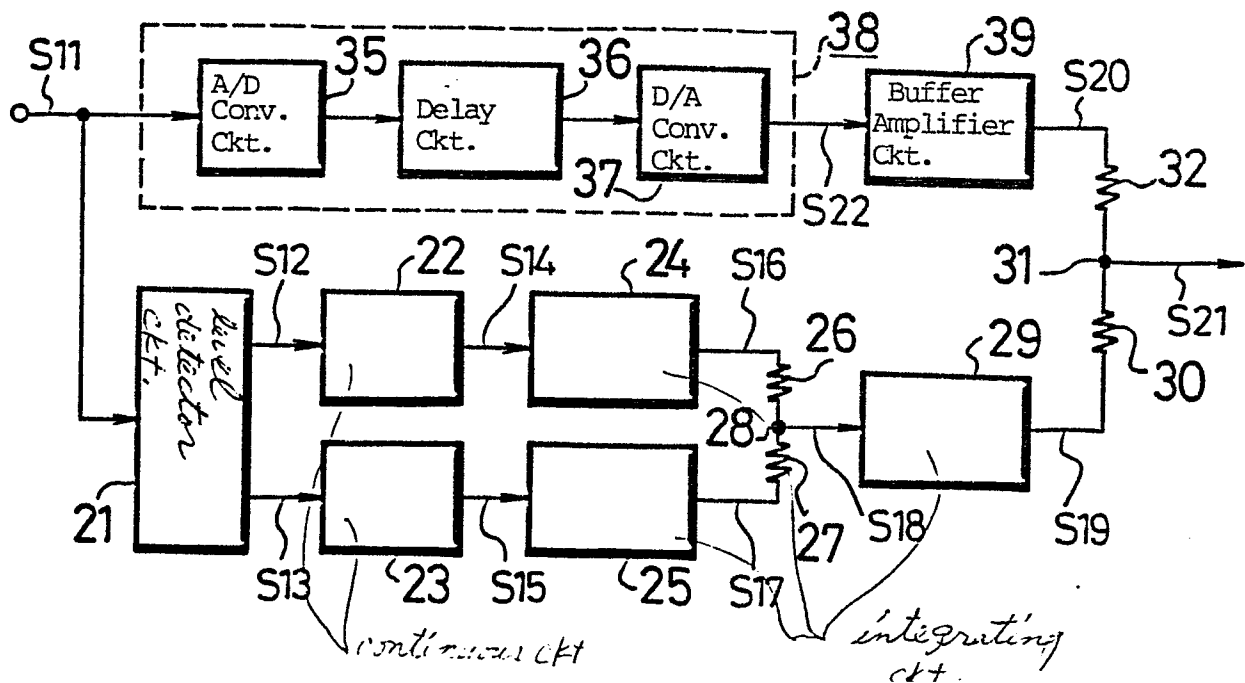 S11
A/D
Conv.
Ckt.
35
Delay
Ckt.
36
D/A
Conv.
Ckt.
37
38
S22
Buffer
Amplifier
Ckt.
39
S20
32
31
S21
30
level
detector
ckt.
21
S12
22
S14
24
S16
26
28
29
S13
23
S15
25
S17
27
S18
S19
continuous ckt
integrating
ckt.